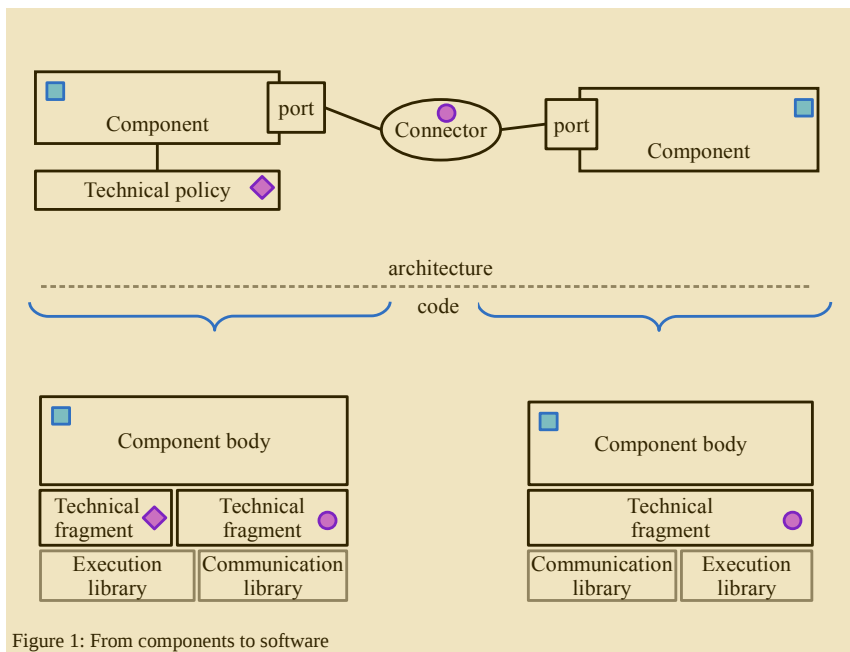 port
Component
Connector
port
Component
Technical policy
architecture
code
Component body
Component body
Technical
fragment
Technical
fragment
Technical
fragment
Execution
library
Communication
library
Communication
library
Execution
library
Figure 1: From components to software